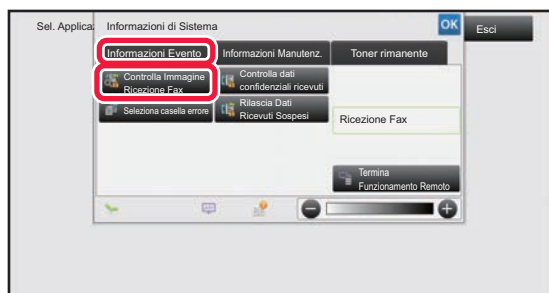 Sel. Applica
Informazioni di Sistema
OK
Esci
Informazioni Evento
Informazioni Manutenz.
Toner rimanente
Controlla Immagine
Ricezione Fax
Controlla dati
confidenziali ricevuti
Seleziona casella errore
Rilascia Dati
Ricevuti Sospesi
Ricezione Fax
Termina
Funzionamento Remoto